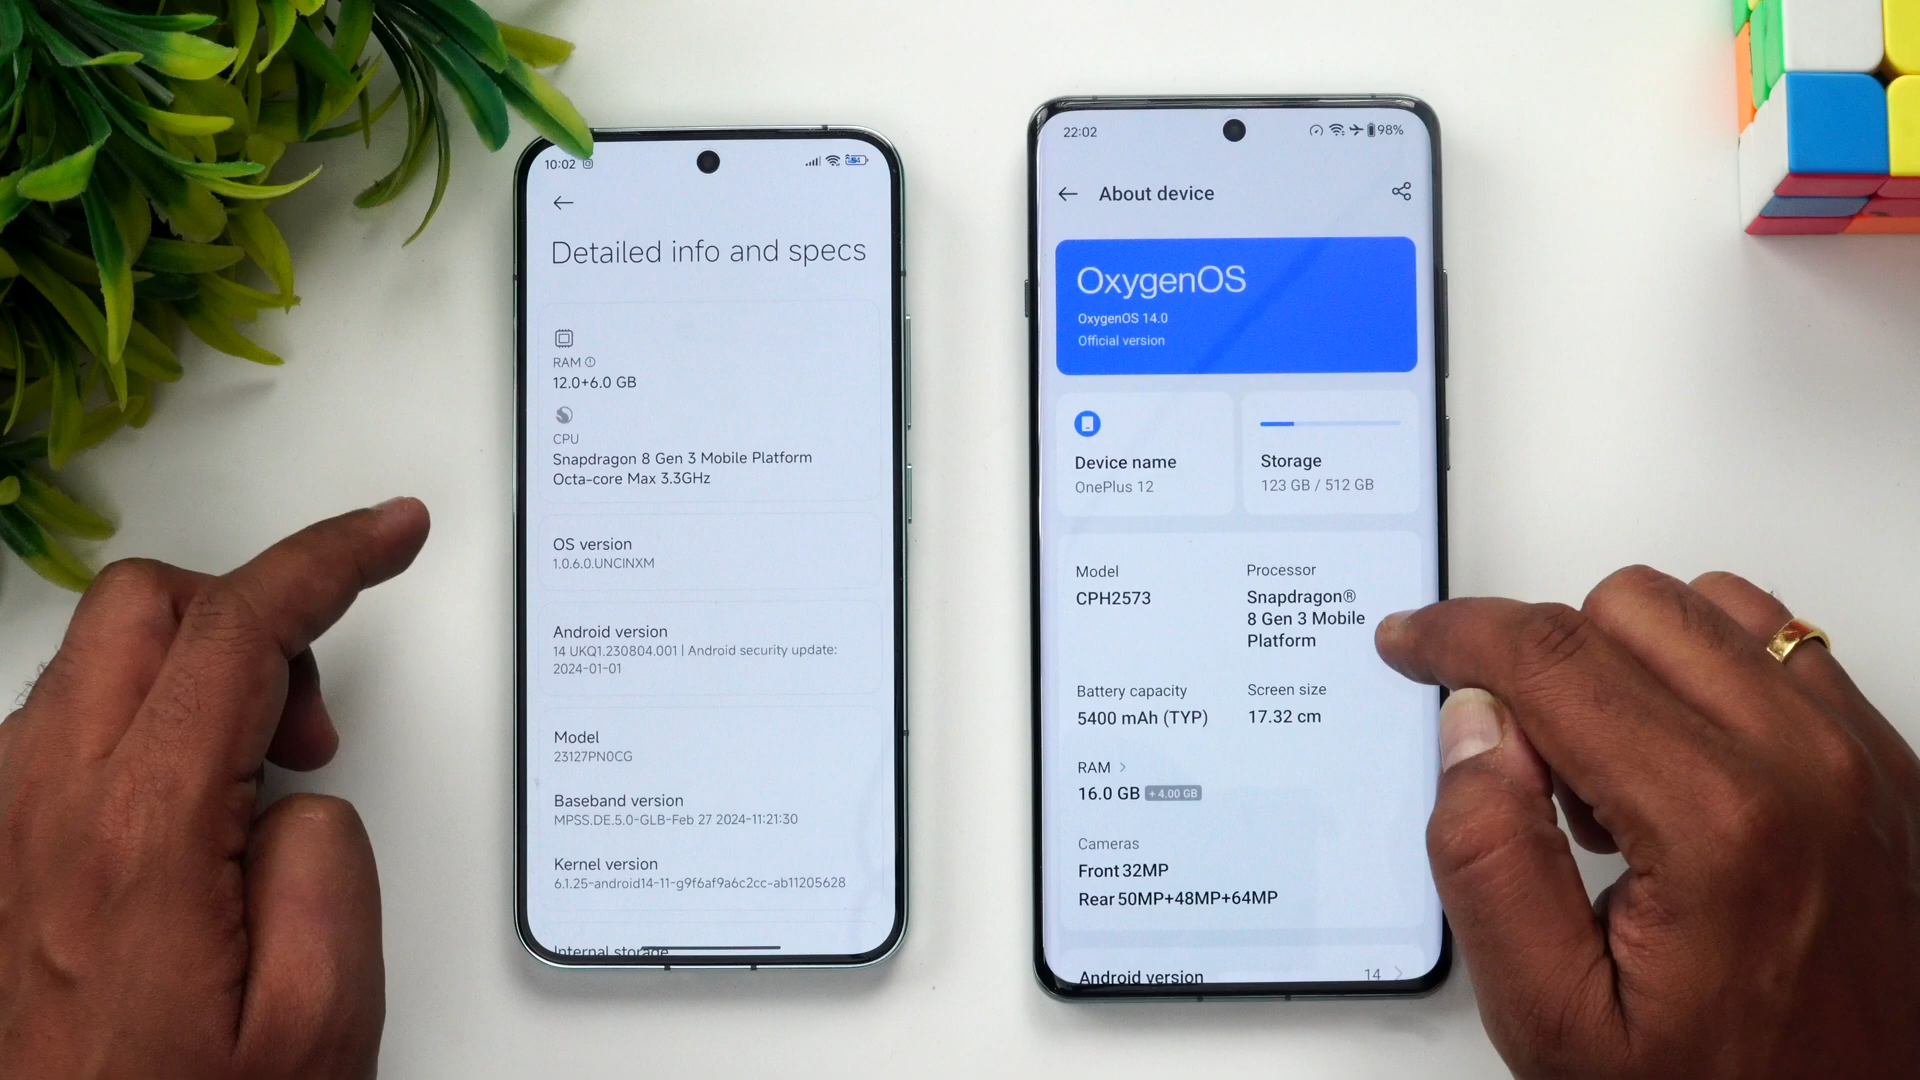 10:02
Detailed info and specs
RAM
12.0+6.0 GB
CPU
Snapdragon 8 Gen 3 Mobile Platform
Octa-core Max 3.3GHz
OS version
1.0.6.0.UNCINXM
Android version
14 UKQ1.230804.001 | Android security update:
2024-01-01
Model
23127PN0CG
Baseband version
MPSS.DE.5.0-GLB-Feb 27 2024-11:21:30
Kernel version
6.1.25-android14-11-g9f6af9a6c2cc-ab11205628
Internal storage
22:02
98%
About device
OxygenOS
OxygenOS 14.0
Official version
Device name
OnePlus 12
Storage
123 GB / 512 GB
Model
CPH2573
Processor
Snapdragon®
8 Gen 3 Mobile
Platform
Battery capacity
5400 mAh (TYP)
Screen size
17.32 cm
RAM >
16.0 GB + 4.00 GB
Cameras
Front 32MP
Rear 50MP+48MP+64MP
Android version
14 >